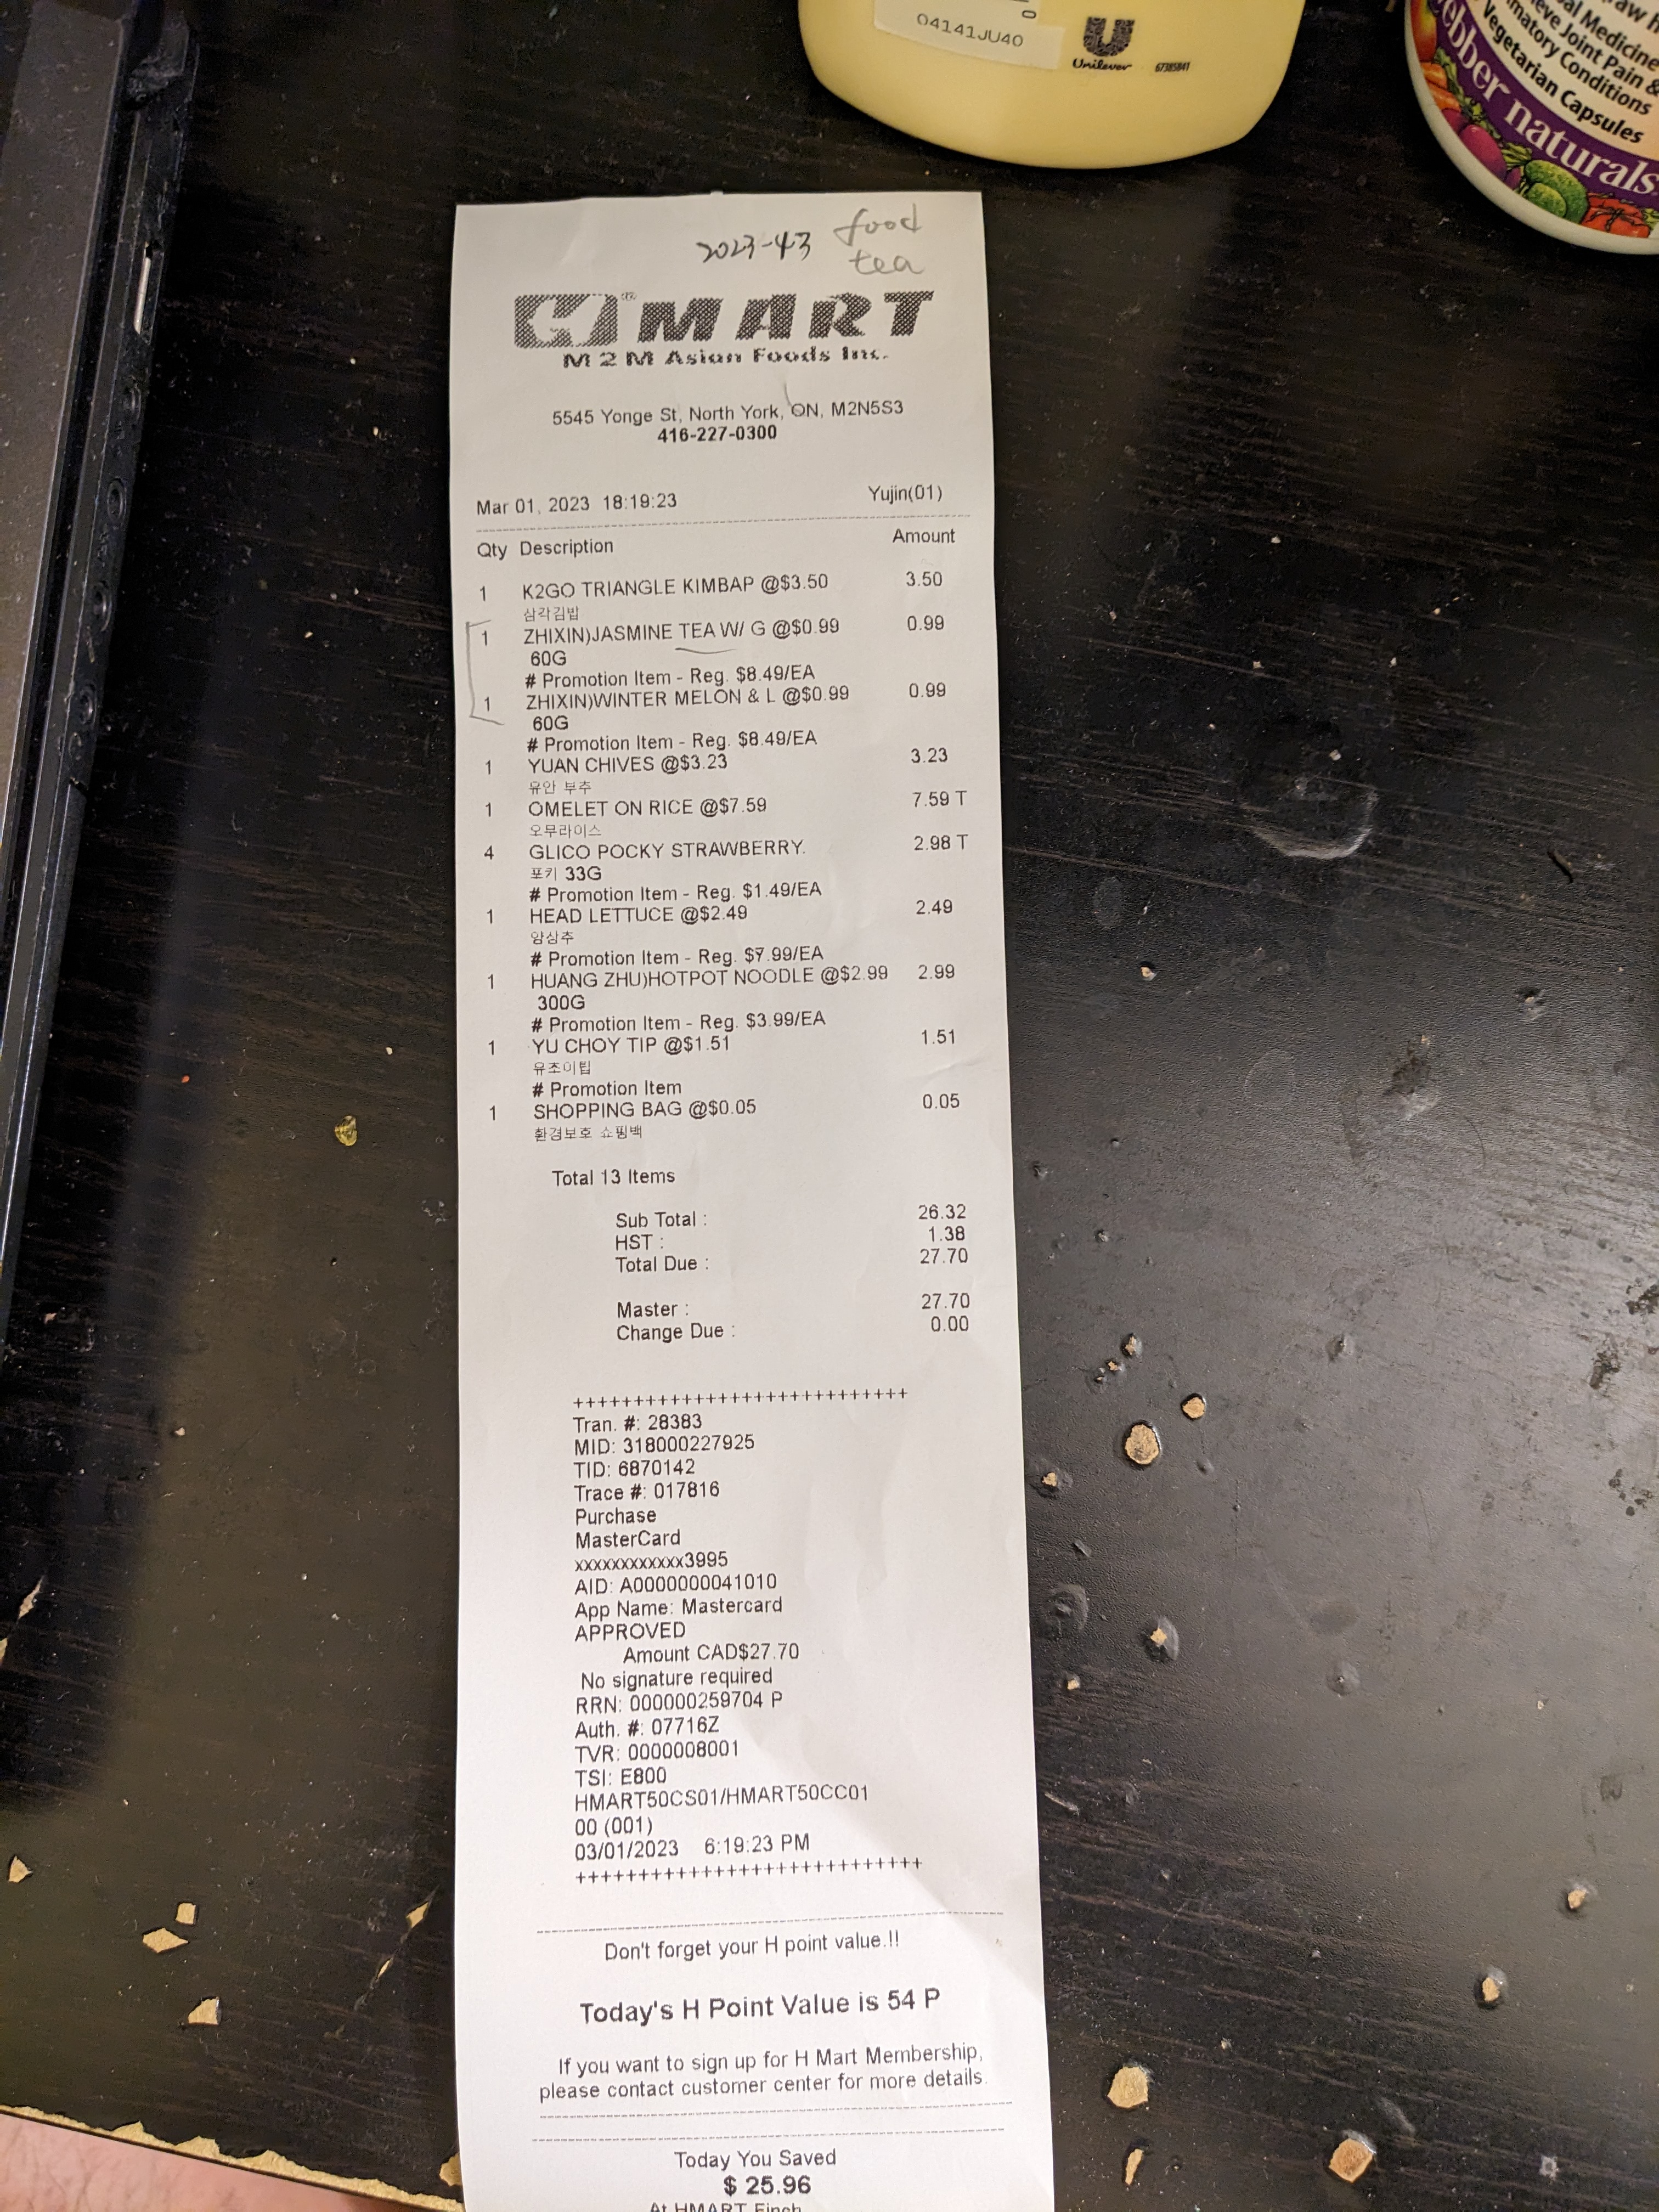 04141JU40
Unilever
67385841
Medicine
Joint Pain &
Conditions
Vegetarian Capsules
naturals
2023-43 food
tea
H MART
M 2 M Asian Foods Inc.
5545 Yonge St, North York, ON, M2N5S3
416-227-0300
Mar 01, 2023 18:19:23 Yujin(01)
Qty Description Amount
1 K2GO TRIANGLE KIMBAP @$3.50 3.50
삼각김밥
1 ZHIXIN)JASMINE TEA W/ G @$0.99 0.99
60G
# Promotion Item - Reg. $8.49/EA
1 ZHIXIN)WINTER MELON & L @$0.99 0.99
60G
# Promotion Item - Reg. $8.49/EA
1 YUAN CHIVES @$3.23 3.23
유안 부추
1 OMELET ON RICE @$7.59 7.59 T
오무라이스
4 GLICO POCKY STRAWBERRY. 2.98 T
포키 33G
# Promotion Item - Reg. $1.49/EA
1 HEAD LETTUCE @$2.49 2.49
양상추
# Promotion Item - Reg. $7.99/EA
1 HUANG ZHU)HOTPOT NOODLE @$2.99 2.99
300G
# Promotion Item - Reg. $3.99/EA
1 YU CHOY TIP @$1.51 1.51
유조이팁
# Promotion Item
1 SHOPPING BAG @$0.05 0.05
환경보호 쇼핑백
Total 13 Items
Sub Total : 26.32
HST : 1.38
Total Due : 27.70
Master : 27.70
Change Due : 0.00
++++++++++++++++++++++++++++
Tran. #: 28383
MID: 318000227925
TID: 6870142
Trace #: 017816
Purchase
MasterCard
xxxxxxxxxxxx3995
AID: A0000000041010
App Name: Mastercard
APPROVED
Amount CAD$27.70
No signature required
RRN: 000000259704 P
Auth. #: 07716Z
TVR: 0000008001
TSI: E800
HMART50CS01/HMART50CC01
00 (001)
03/01/2023 6:19:23 PM
+++++++++++++++++++++++++++++
Don't forget your H point value.!!
Today's H Point Value is 54 P
If you want to sign up for H Mart Membership,
please contact customer center for more details.
Today You Saved
$ 25.96
At HMART Finch